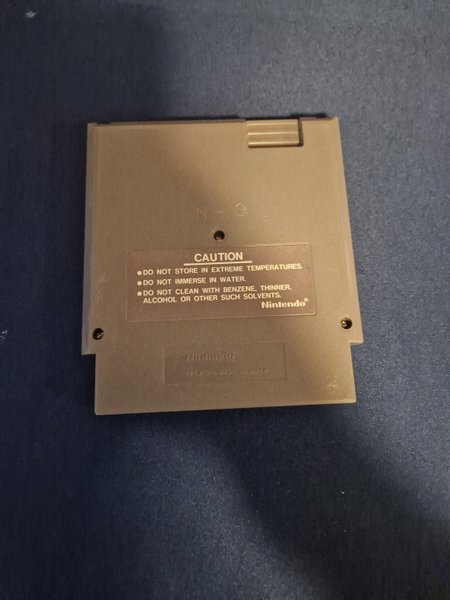 N-G
CAUTION
● DO NOT STORE IN EXTREME TEMPERATURES.
● DO NOT IMMERSE IN WATER.
● DO NOT CLEAN WITH BENZENE, THINNER,
ALCOHOL OR OTHER SUCH SOLVENTS.
Nintendo®
Nintendo